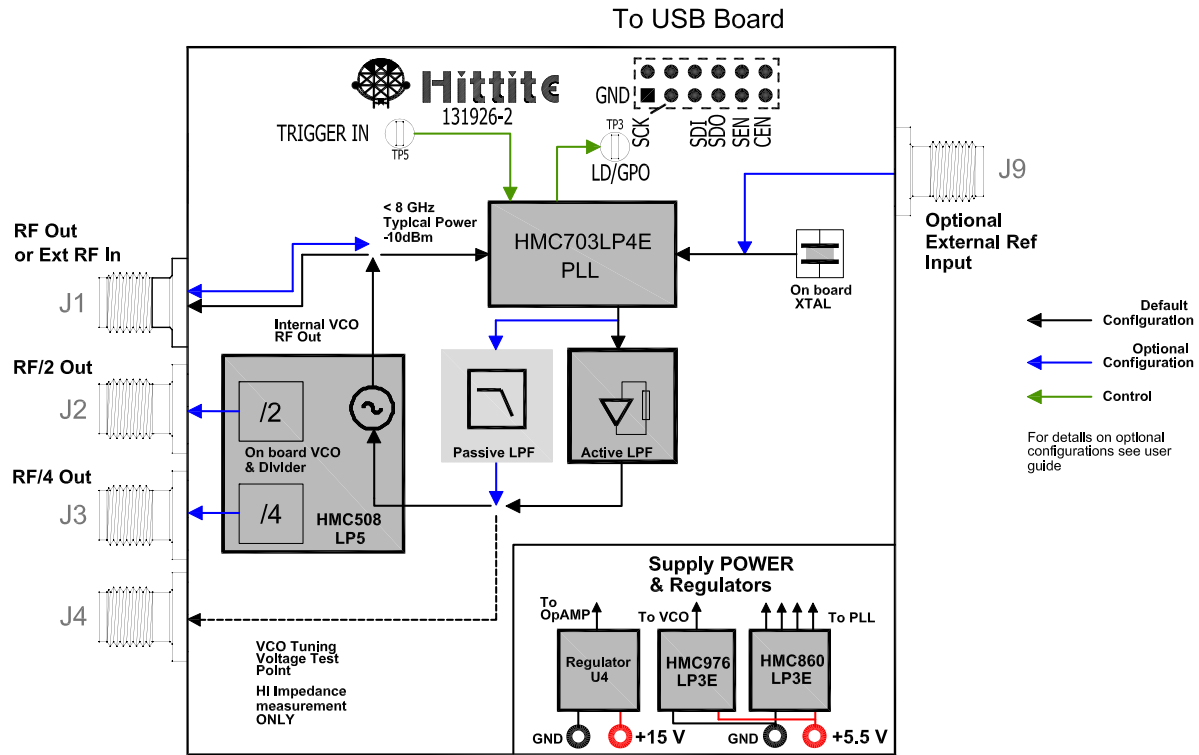 To USB Board
Hittite
131926-2
GND
SCK
SDI
SDO
SEN
CEN
TRIGGER IN
TP5
TP3
LD/GPO
J9
Optional
External Ref
Input
RF Out
or Ext RF In
J1
< 8 GHz
Typical Power
-10dBm
HMC703LP4E
PLL
On board
XTAL
Default
Configuration
Optional
Configuration
Control
For details on optional
configurations see user
guide
Internal VCO
RF Out
RF/2 Out
J2
/2
On board VCO
& Divider
Passive LPF
Active LPF
RF/4 Out
J3
/4
HMC508
LP5
J4
VCO Tuning
Voltage Test
Point
HI Impedance
measurement
ONLY
Supply POWER
& Regulators
To
OpAMP
To VCO
To PLL
Regulator
U4
HMC976
LP3E
HMC860
LP3E
GND
+15 V
GND
+5.5 V